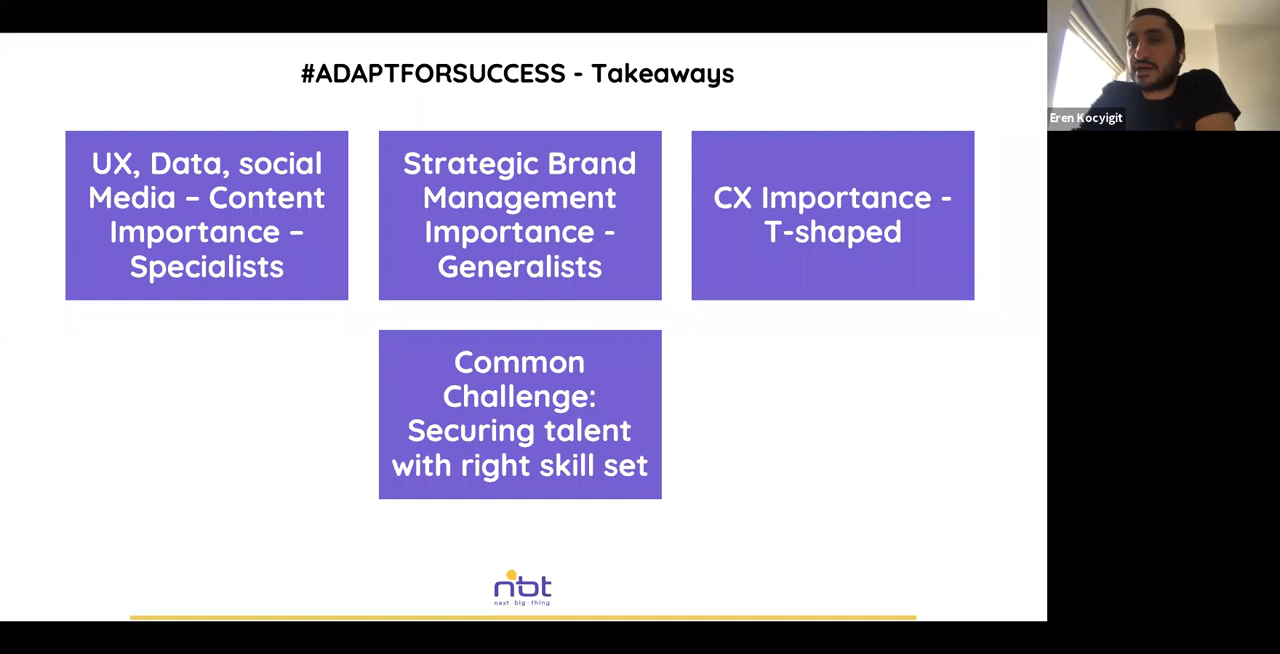 #ADAPTFORSUCCESS - Takeaways
UX, Data, social
Media – Content
Importance –
Specialists
Strategic Brand
Management
Importance -
Generalists
CX Importance -
T-shaped
Common
Challenge:
Securing talent
with right skill set
nbt
next big·thing
Eren Kocyigit